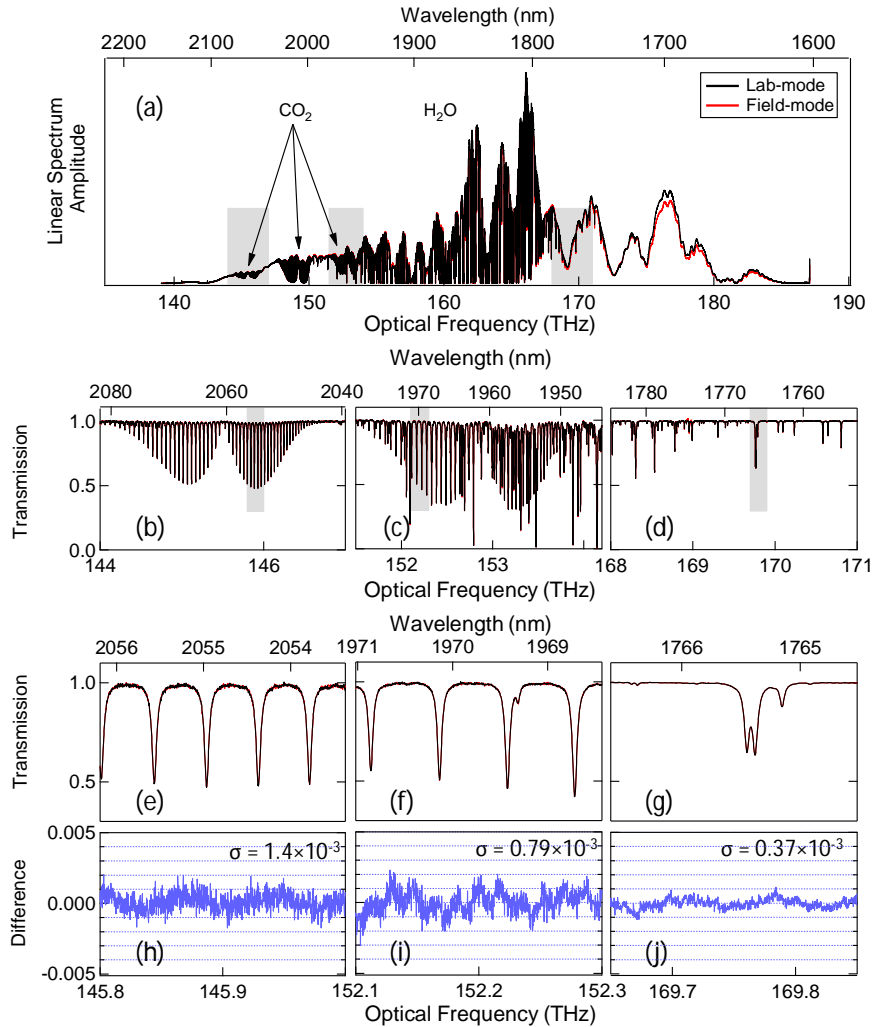 Wavelength (nm)
2200 2100 2000 1900 1800 1700 1600
(a)
CO2
H2O
Lab-mode
Field-mode
Linear Spectrum
Amplitude
140 150 160 170 180 190
Optical Frequency (THz)
Wavelength (nm)
2080 2060 2040 1970 1960 1950 1780 1770 1760
Transmission
1.0
0.5
0.0
(b) (c) (d)
144 146 152 153 168 169 170 171
Optical Frequency (THz)
Wavelength (nm)
2056 2055 2054 1971 1970 1969 1766 1765
Transmission
1.0
0.5
(e) (f) (g)
Difference
0.005
0.000
-0.005
σ = 1.4×10-3 σ = 0.79×10-3 σ = 0.37×10-3
(h) (i) (j)
145.8 145.9 152.1 152.2 152.3 169.7 169.8
Optical Frequency (THz)